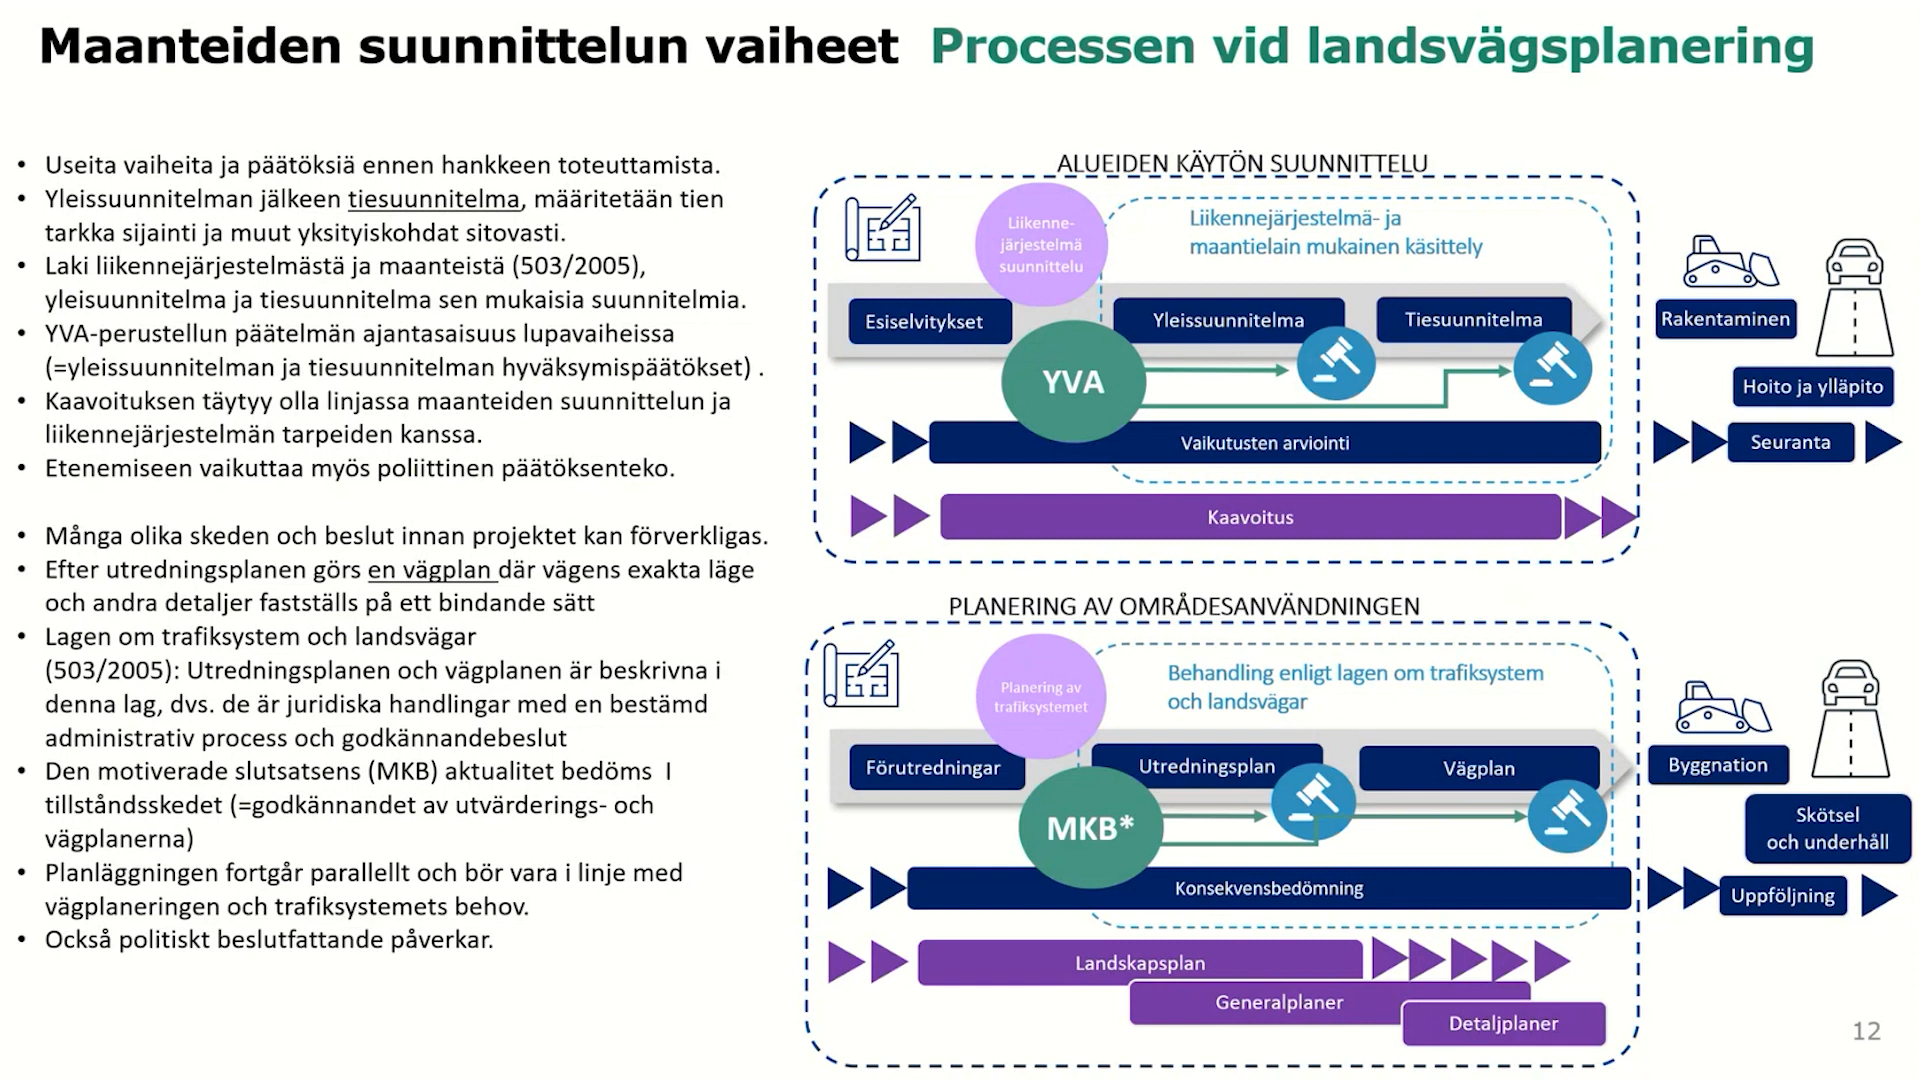 Maanteiden suunnittelun vaiheet Processen vid landsvägsplanering
• Useita vaiheita ja päätöksiä ennen hankkeen toteuttamista.
• Yleissuunnitelman jälkeen tiesuunnitelma, määritetään tien
tarkka sijainti ja muut yksityiskohdat sitovasti.
• Laki liikennejärjestelmästä ja maanteistä (503/2005),
yleisuunnitelma ja tiesuunnitelma sen mukaisia suunnitelmia.
• YVA-perustellun päätelmän ajantasaisuus lupavaiheissa
(=yleissuunnitelman ja tiesuunnitelman hyväksymispäätökset) .
• Kaavoituksen täytyy olla linjassa maanteiden suunnittelun ja
liikennejärjestelmän tarpeiden kanssa.
• Etenemiseen vaikuttaa myös poliittinen päätöksenteko.
• Många olika skeden och beslut innan projektet kan förverkligas.
• Efter utredningsplanen görs en vägplan där vägens exakta läge
och andra detaljer fastställs på ett bindande sätt
• Lagen om trafiksystem och landsvägar
(503/2005): Utredningsplanen och vägplanen är beskrivna i
denna lag, dvs. de är juridiska handlingar med en bestämd
administrativ process och godkännandebeslut
• Den motiverade slutsatsens (MKB) aktualitet bedöms I
tillståndsskedet (=godkännandet av utvärderings- och
vägplanerna)
• Planläggningen fortgår parallellt och bör vara i linje med
vägplaneringen och trafiksystemets behov.
• Också politiskt beslutfattande påverkar.
ALUEIDEN KÄYTÖN SUUNNITTELU
Liikenne-
järjestelmä
suunnittelu
Liikennejärjestelmä- ja
maantielain mukainen käsittely
Esiselvitykset
Yleissuunnitelma
Tiesuunnitelma
Rakentaminen
YVA
Hoito ja ylläpito
Vaikutusten arviointi
Seuranta
Kaavoitus
PLANERING AV OMRÅDESANVÄNDNINGEN
Planering av
trafiksystemet
Behandling enligt lagen om trafiksystem
och landsvägar
Förutredningar
Utredningsplan
Vägplan
Byggnation
MKB*
Skötsel
och underhåll
Konsekvensbedömning
Uppföljning
Landskapsplan
Generalplaner
Detaljplaner
12